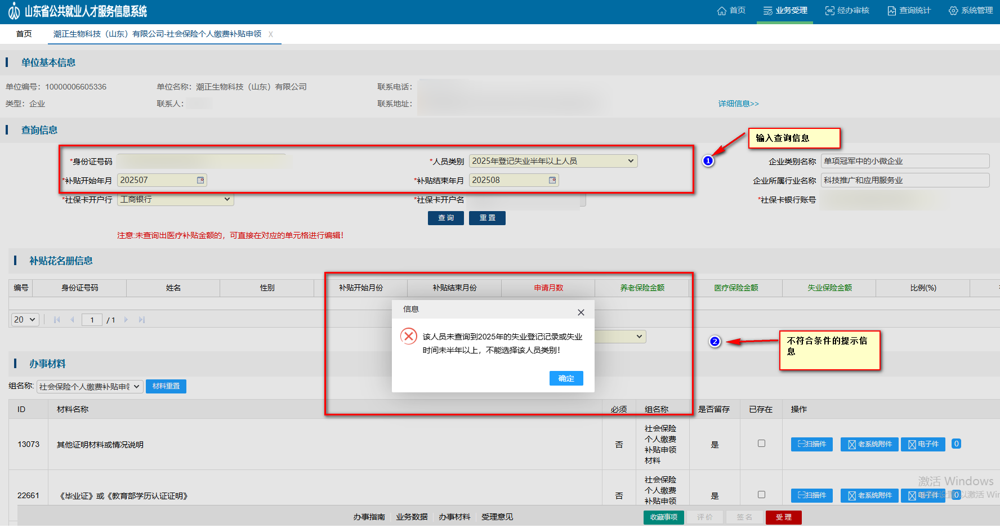 山东省公共就业人才服务信息系统
首页 业务受理 经办审核 查询统计 系统管理
首页 潮正生物科技（山东）有限公司-社会保险个人缴费补贴申领 x
单位基本信息
单位编号：10000006605336 单位名称：潮正生物科技（山东）有限公司 联系电话：
类型：企业 联系人： 联系地址： 详细信息>>
查询信息
输入查询信息
*身份证号码 *人员类别 2025年登记失业半年以上人员 1 企业类别名称 单项冠军中的小微企业
*补贴开始年月 202507 *补贴结束年月 202508 企业所属行业名称 科技推广和应用服务业
*社保卡开户行 工商银行 *社保卡开户名 *社保卡银行账号
查询 重置
注意:未查询出医疗补贴金额的，可直接在对应的单元格进行编辑！
补贴花名册信息
编号 身份证号码 姓名 性别 补贴开始月份 补贴结束月份 申请月数 养老保险金额 医疗保险金额 失业保险金额 比例(%)
20 1 / 1
信息
该人员未查询到2025年的失业登记记录或失业
时间未半年以上，不能选择该人员类别！
确定
2
不符合条件的提示信
息
办事材料
组名称: 社会保险个人缴费补贴申 材料重置
ID 材料名称 必须 组名称 是否留存 已存在 操作
13073 其他证明材料或情况说明 否 社会保险
个人缴费
补贴申领
材料 是 扫描件 老系统附件 电子件 0
22661 《毕业证》或《教育部学历认证证明》 否 社会保险
个人缴费
补贴申领 是 扫描件 老系统附件 电子件 0
激活 Windows
以激活 Win
办事指南 业务数据 办事材料 受理意见 收藏事项 评价 签名 受理